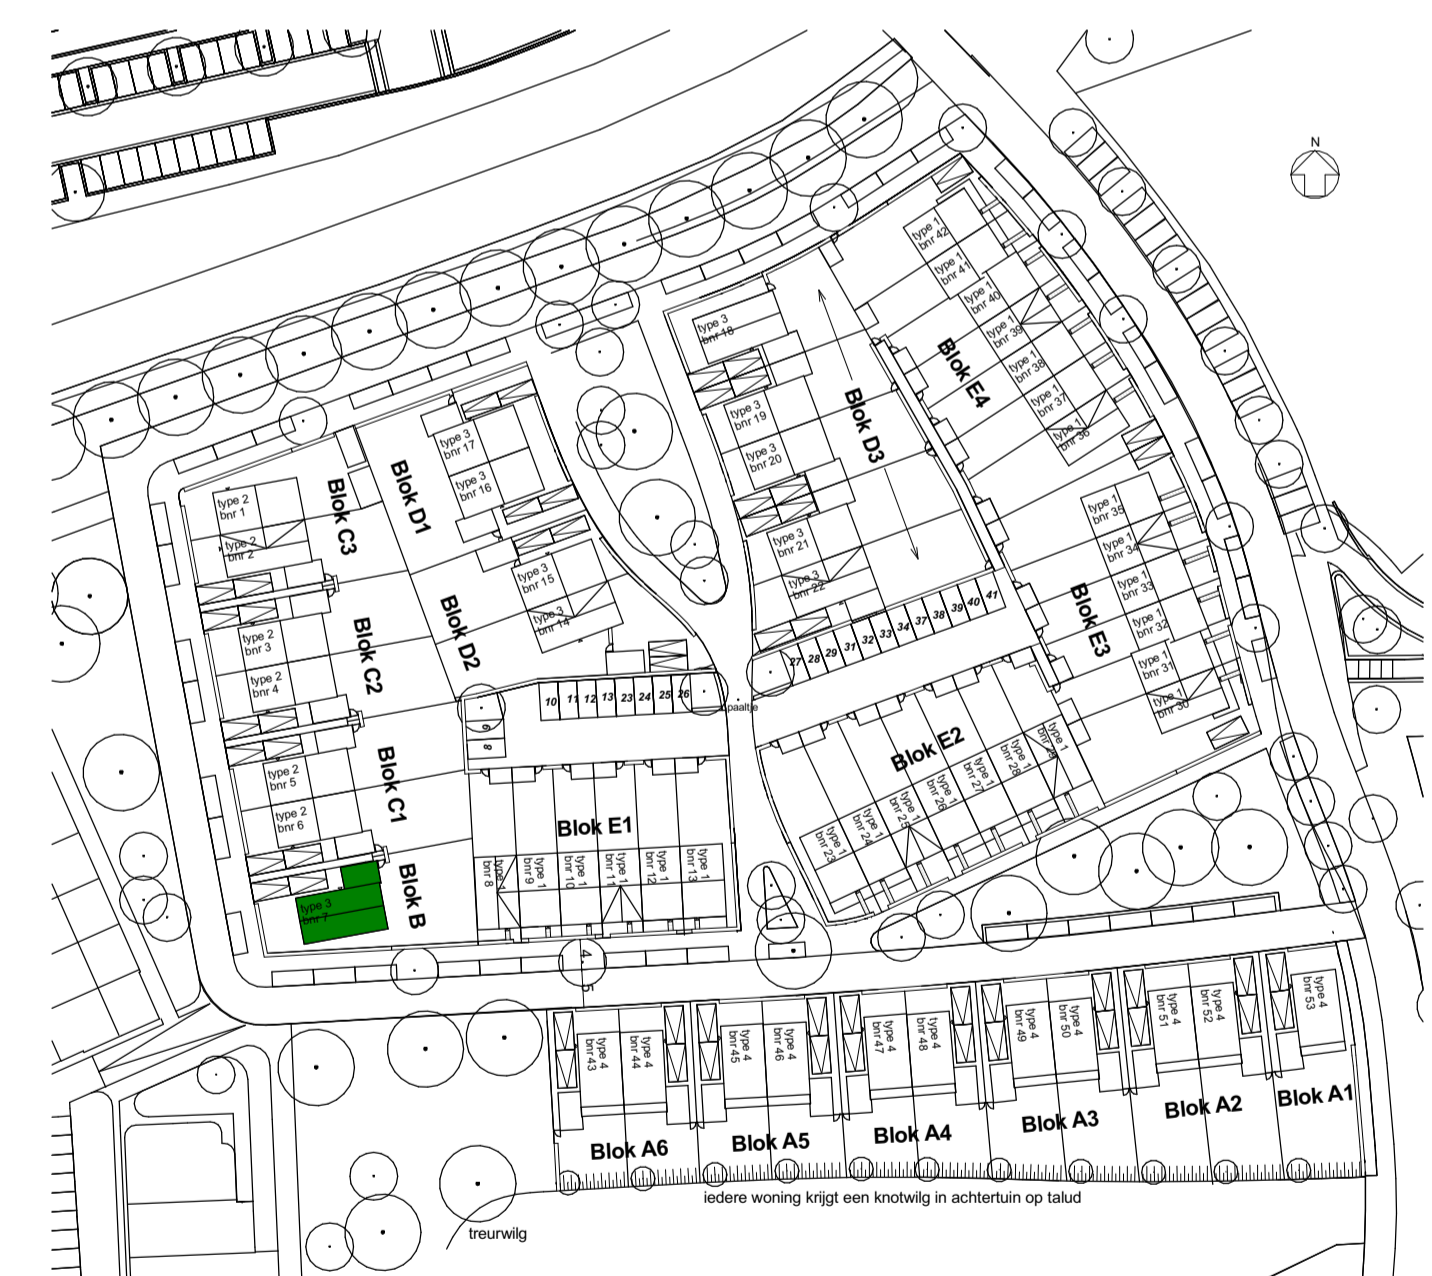 N
type 1
bnr 42
type 1
bnr 41
type 1
bnr 40
type 1
bnr 39
type 1
bnr 38
type 1
bnr 37
type 1
bnr 36
Blok E4
type 3
bnr 18
type 3
bnr 19
type 3
bnr 20
type 3
bnr 21
type 3
bnr 22
Blok D3
type 3
bnr 17
type 3
bnr 16
Blok D1
type 3
bnr 15
type 3
bnr 14
Blok D2
type 2
bnr 1
type 2
bnr 2
Blok C3
type 2
bnr 3
type 2
bnr 4
Blok C2
type 2
bnr 5
type 2
bnr 6
Blok C1
type 3
bnr 7
Blok B
type 1
bnr 35
type 1
bnr 34
type 1
bnr 33
type 1
bnr 32
type 1
bnr 31
type 1
bnr 30
Blok E3
27 28 29 31 32 33 34 37 38 39 40 41
10 11 12 13 23 24 25 26
9
8
paaltje
Blok E2
type 1
bnr 23
type 1
bnr 24
type 1
bnr 25
type 1
bnr 26
type 1
bnr 27
type 1
bnr 28
type 1
bnr 29
Blok E1
type 1
bnr 8
type 1
bnr 9
type 1
bnr 10
type 1
bnr 11
type 1
bnr 12
type 1
bnr 13
type 4
bnr 43
type 4
bnr 44
type 4
bnr 45
type 4
bnr 46
type 4
bnr 47
type 4
bnr 48
type 4
bnr 49
type 4
bnr 50
type 4
bnr 51
type 4
bnr 52
type 4
bnr 53
Blok A6
Blok A5
Blok A4
Blok A3
Blok A2
Blok A1
iedere woning krijgt een knotwilg in achtertuin op talud
treurwilg